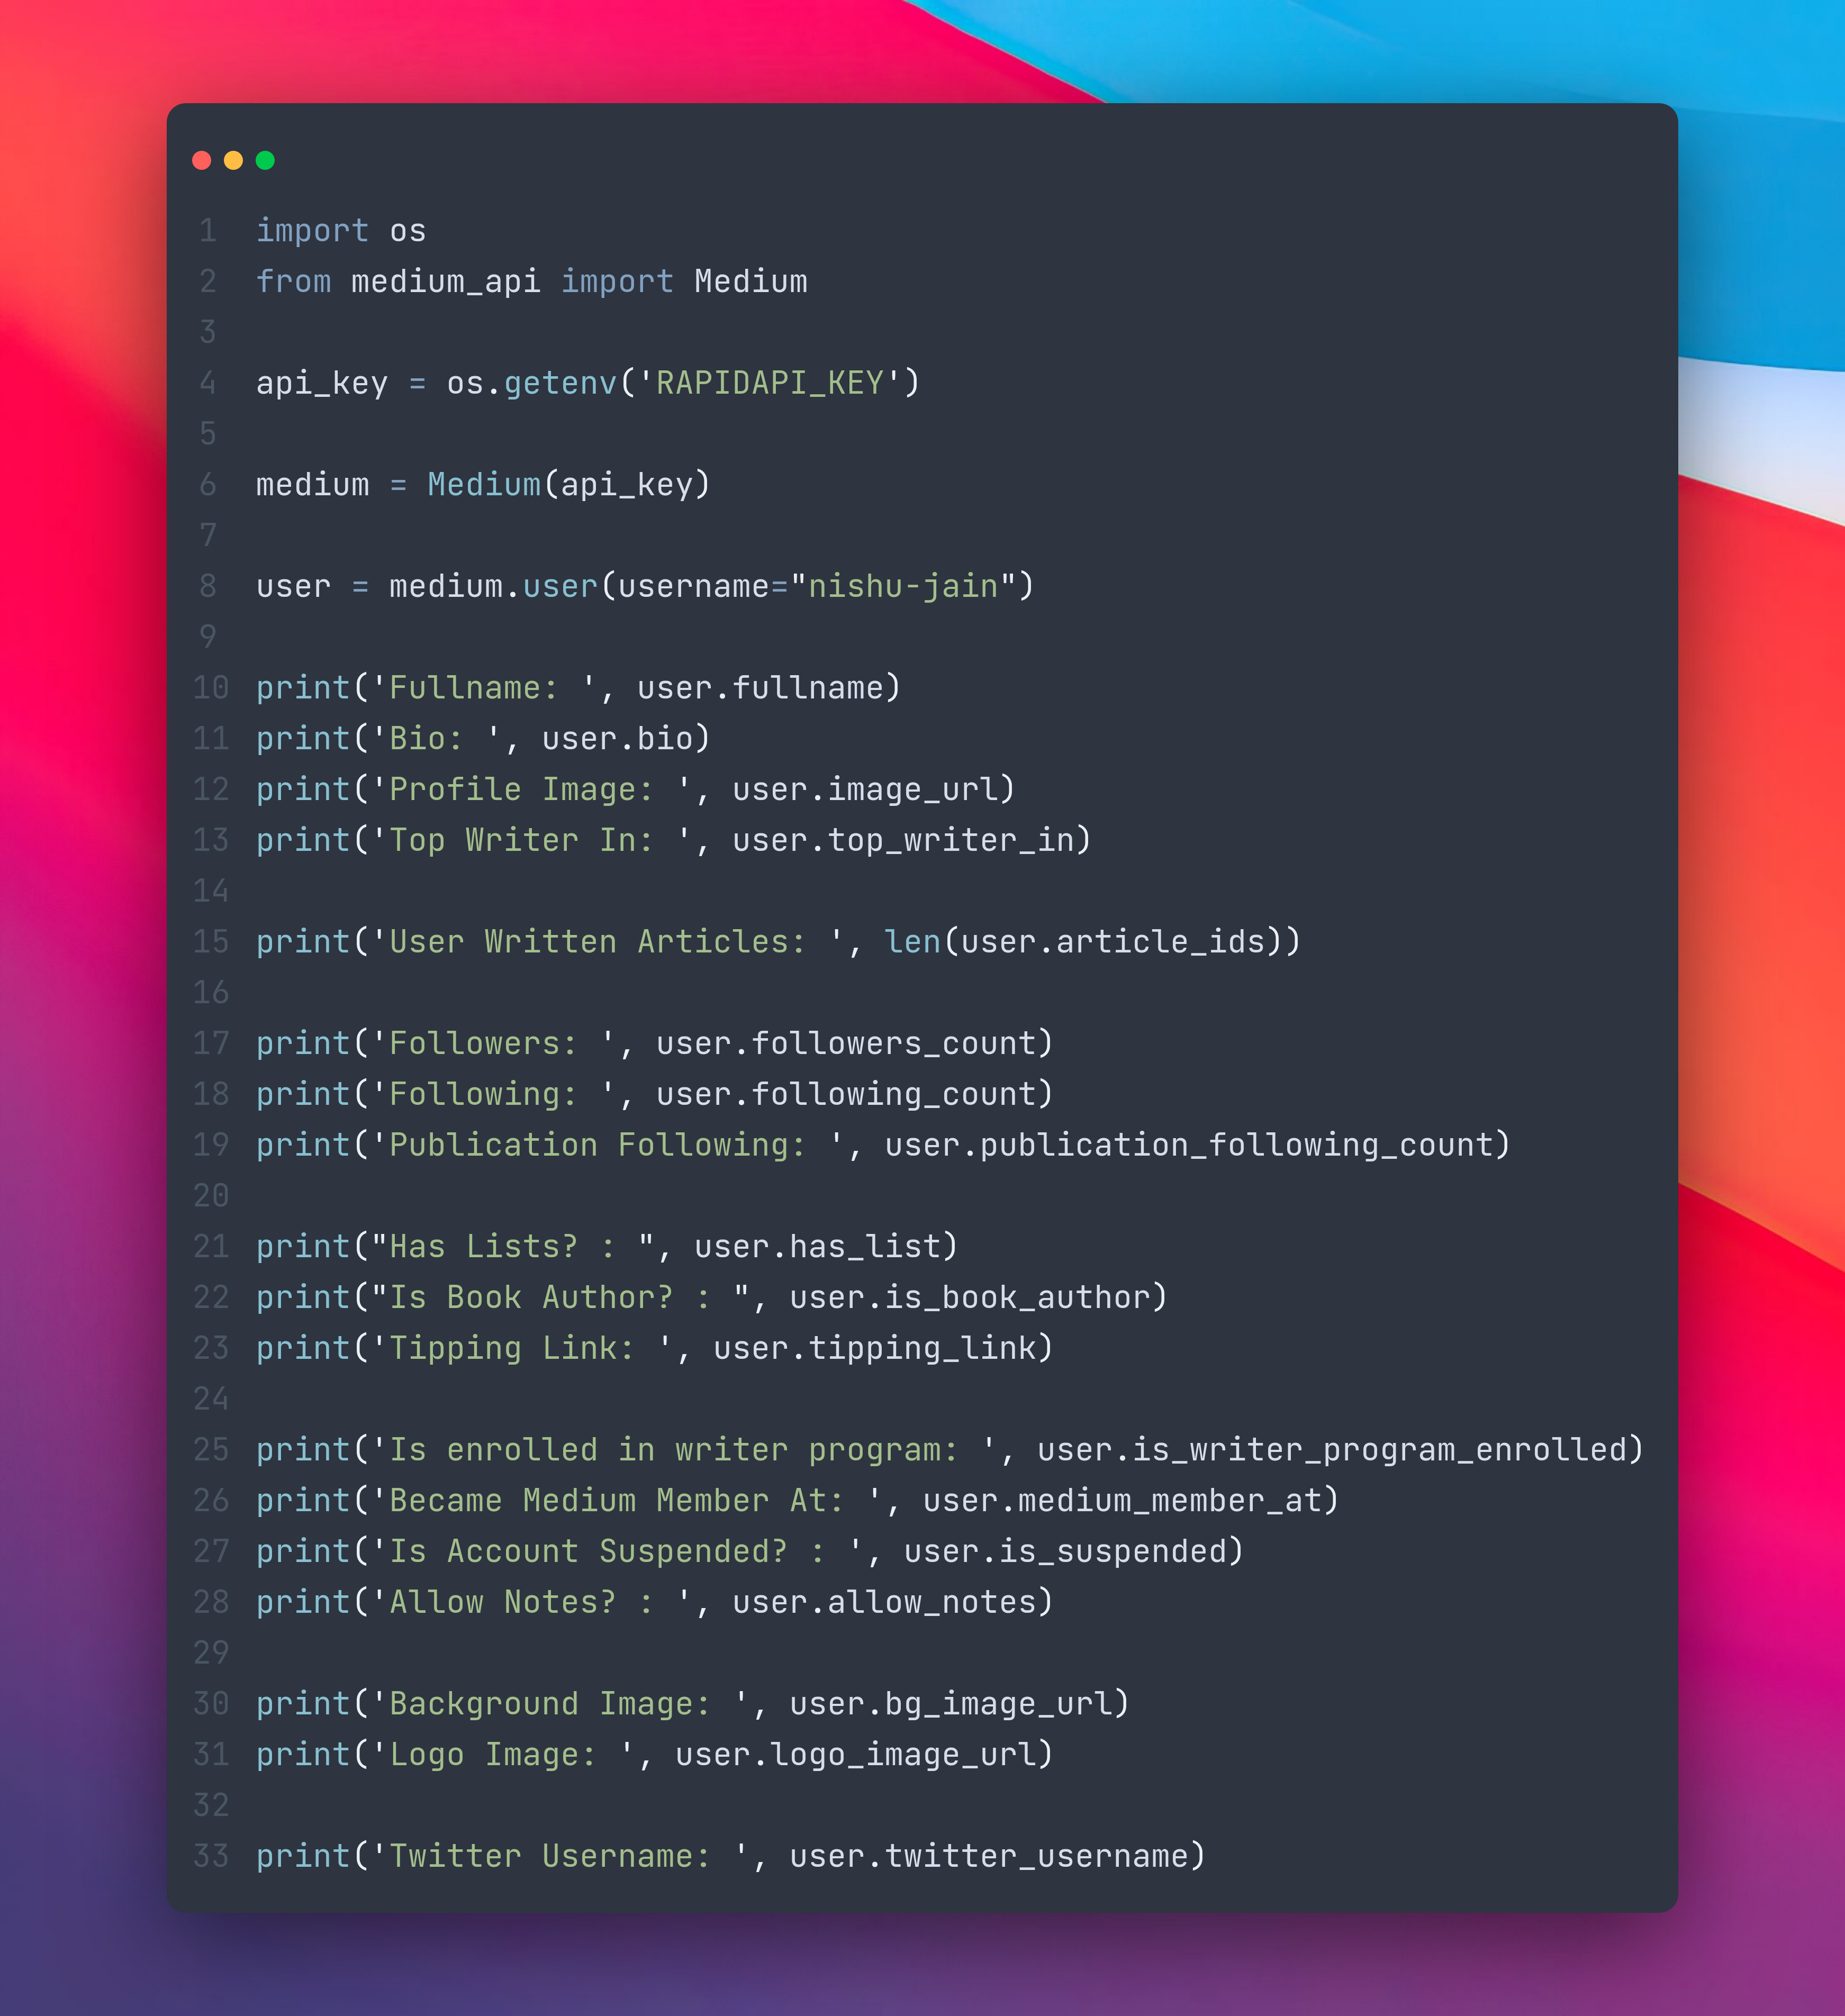 1 import os
2 from medium_api import Medium
3
4 api_key = os.getenv('RAPIDAPI_KEY')
5
6 medium = Medium(api_key)
7
8 user = medium.user(username="nishu-jain")
9
10 print('Fullname: ', user.fullname)
11 print('Bio: ', user.bio)
12 print('Profile Image: ', user.image_url)
13 print('Top Writer In: ', user.top_writer_in)
14
15 print('User Written Articles: ', len(user.article_ids))
16
17 print('Followers: ', user.followers_count)
18 print('Following: ', user.following_count)
19 print('Publication Following: ', user.publication_following_count)
20
21 print("Has Lists? : ", user.has_list)
22 print("Is Book Author? : ", user.is_book_author)
23 print('Tipping Link: ', user.tipping_link)
24
25 print('Is enrolled in writer program: ', user.is_writer_program_enrolled)
26 print('Became Medium Member At: ', user.medium_member_at)
27 print('Is Account Suspended? : ', user.is_suspended)
28 print('Allow Notes? : ', user.allow_notes)
29
30 print('Background Image: ', user.bg_image_url)
31 print('Logo Image: ', user.logo_image_url)
32
33 print('Twitter Username: ', user.twitter_username)